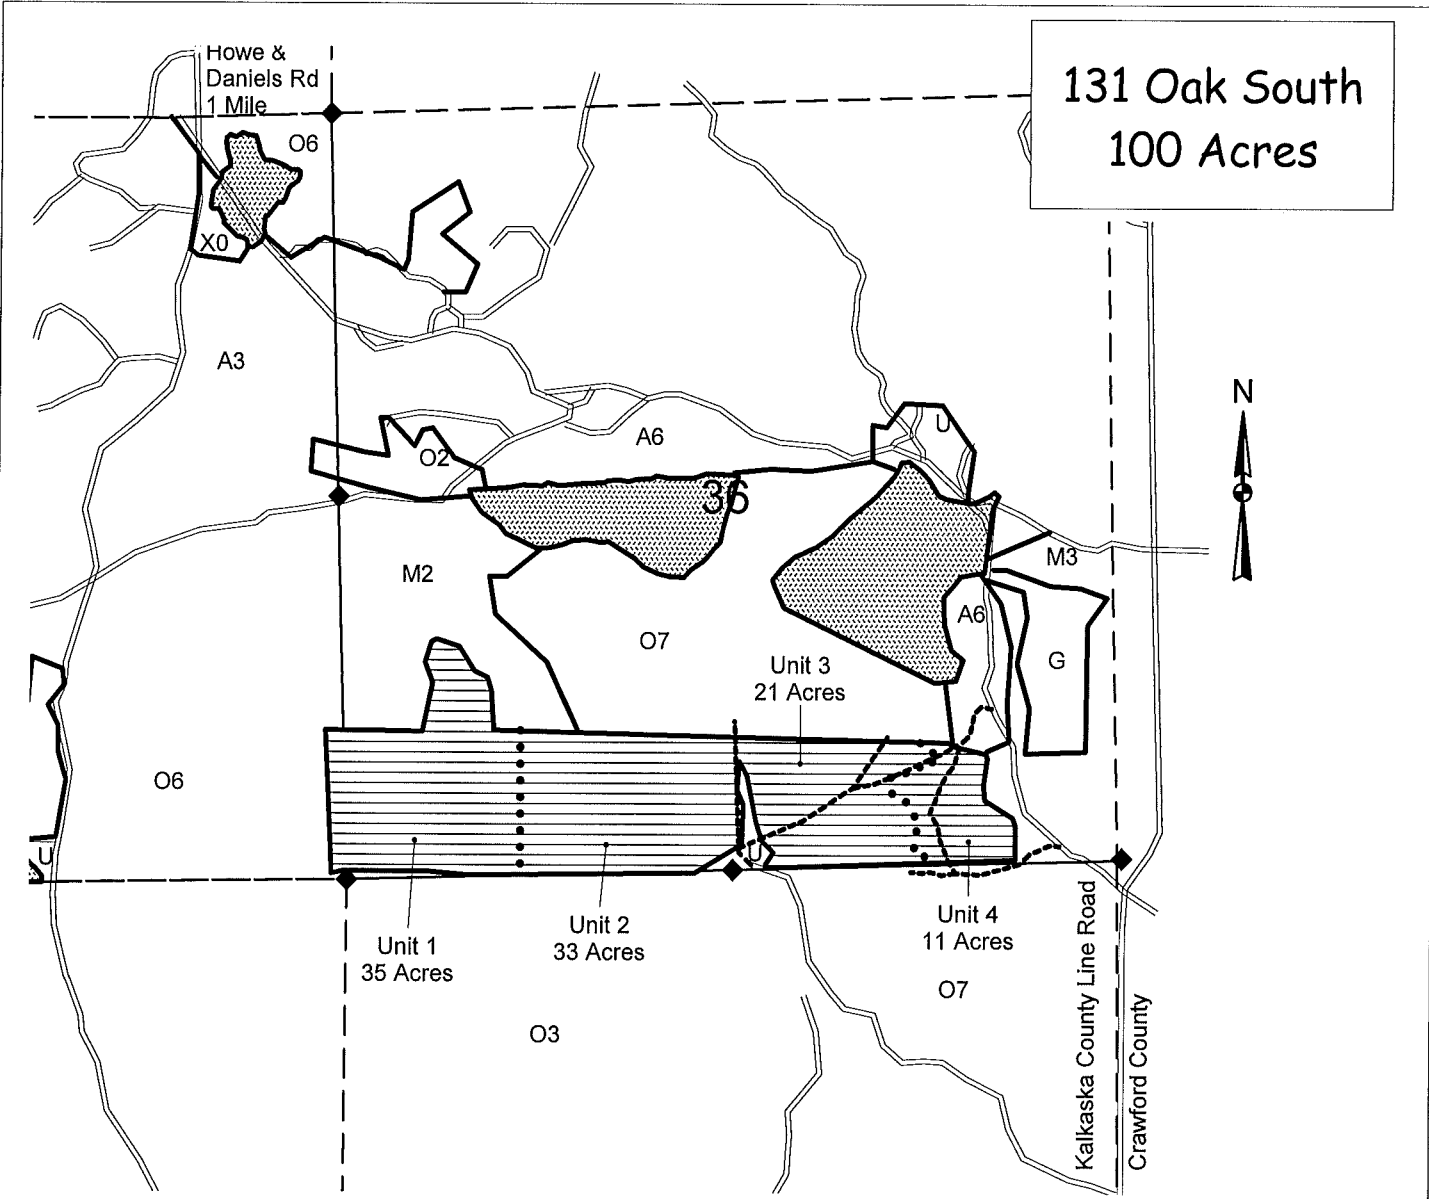 Howe &
Daniels Rd
1 Mile
131 Oak South
100 Acres
O6
X0
A3
N
U
A6
O2
36
M3
M2
A6
O7
G
Unit 3
21 Acres
O6
U
U
Unit 1
35 Acres
Unit 2
33 Acres
Unit 4
11 Acres
O7
O3
Kalkaska County Line Road
Crawford County